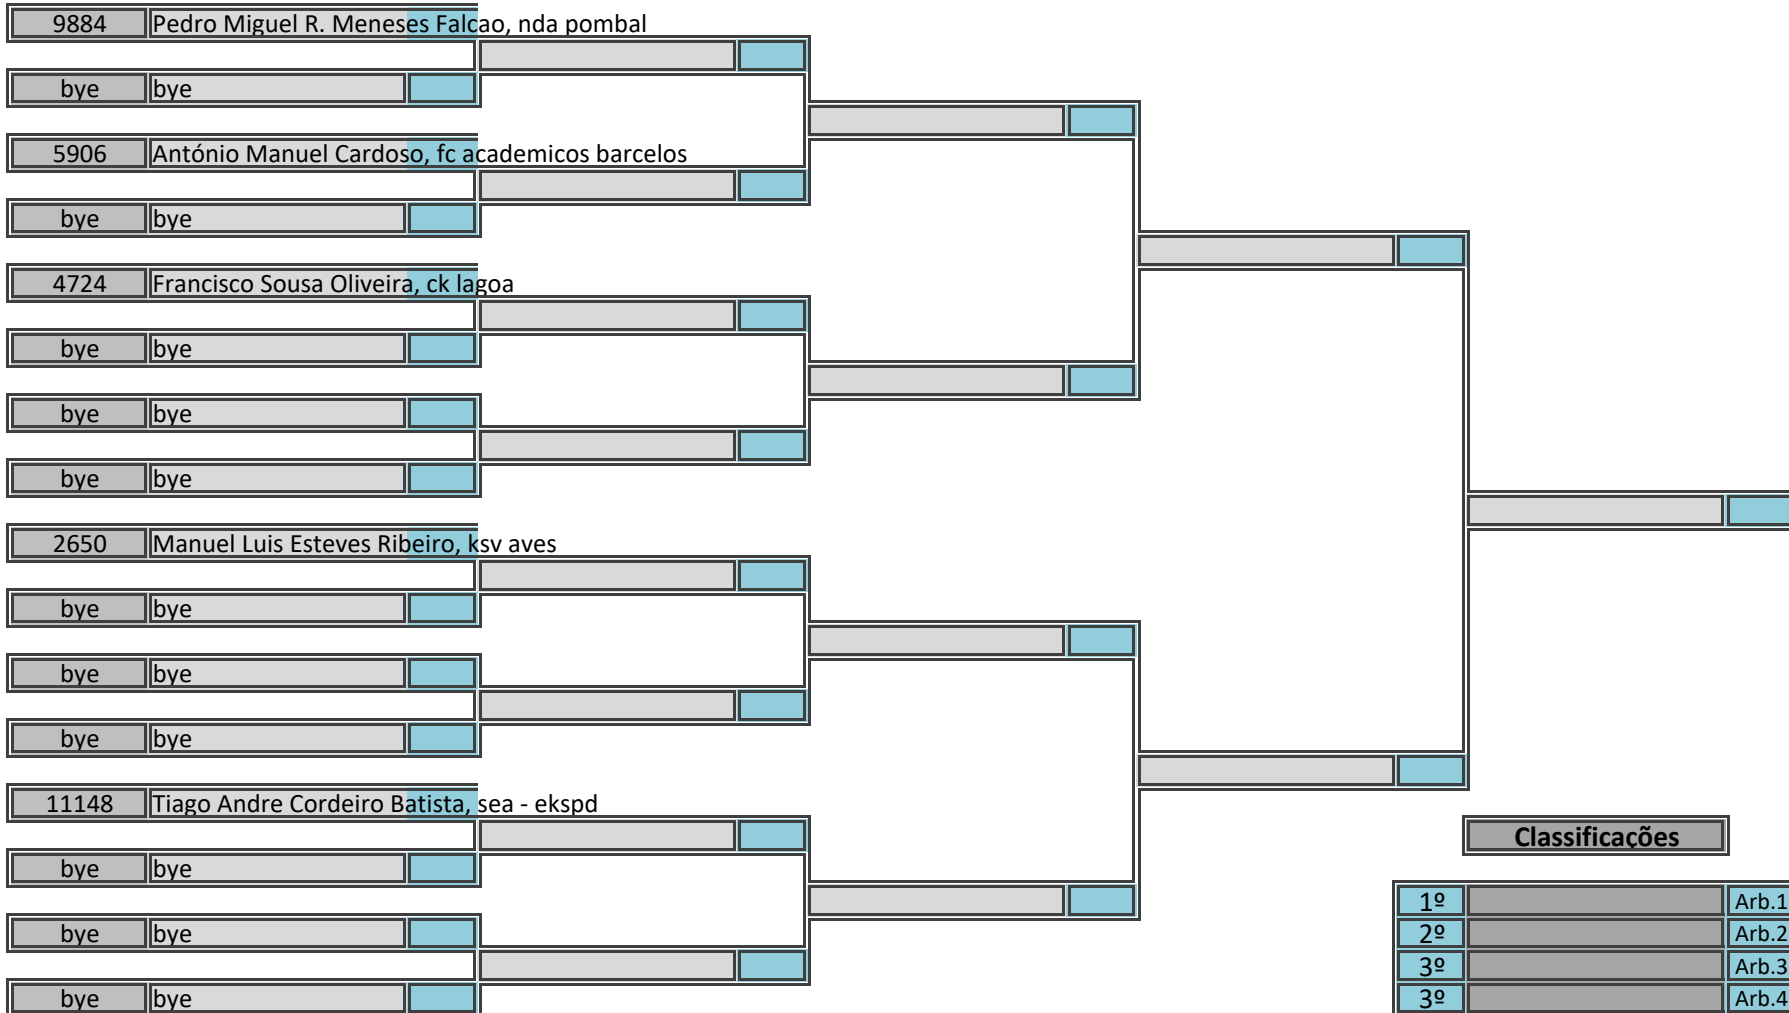 9884 Pedro Miguel R. Meneses Falcao, nda pombal
bye bye
5906 António Manuel Cardoso, fc academicos barcelos
bye bye
4724 Francisco Sousa Oliveira, ck lagoa
bye bye
bye bye
bye bye
2650 Manuel Luis Esteves Ribeiro, ksv aves
bye bye
bye bye
bye bye
11148 Tiago Andre Cordeiro Batista, sea - ekspd
bye bye
bye bye
bye bye
Classificações
1º Arb.1
2º Arb.2
3º Arb.3
3º Arb.4